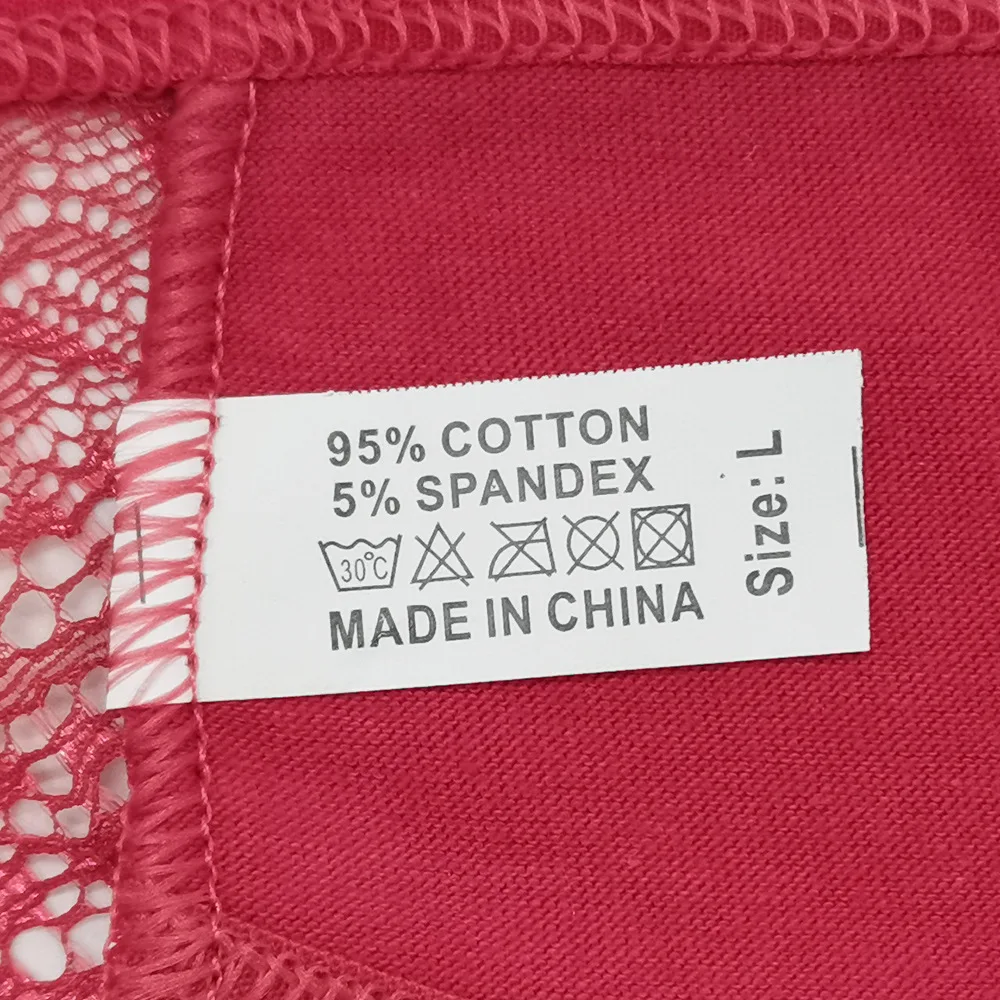 95% COTTON
5% SPANDEX
30°C
MADE IN CHINA
Size: L